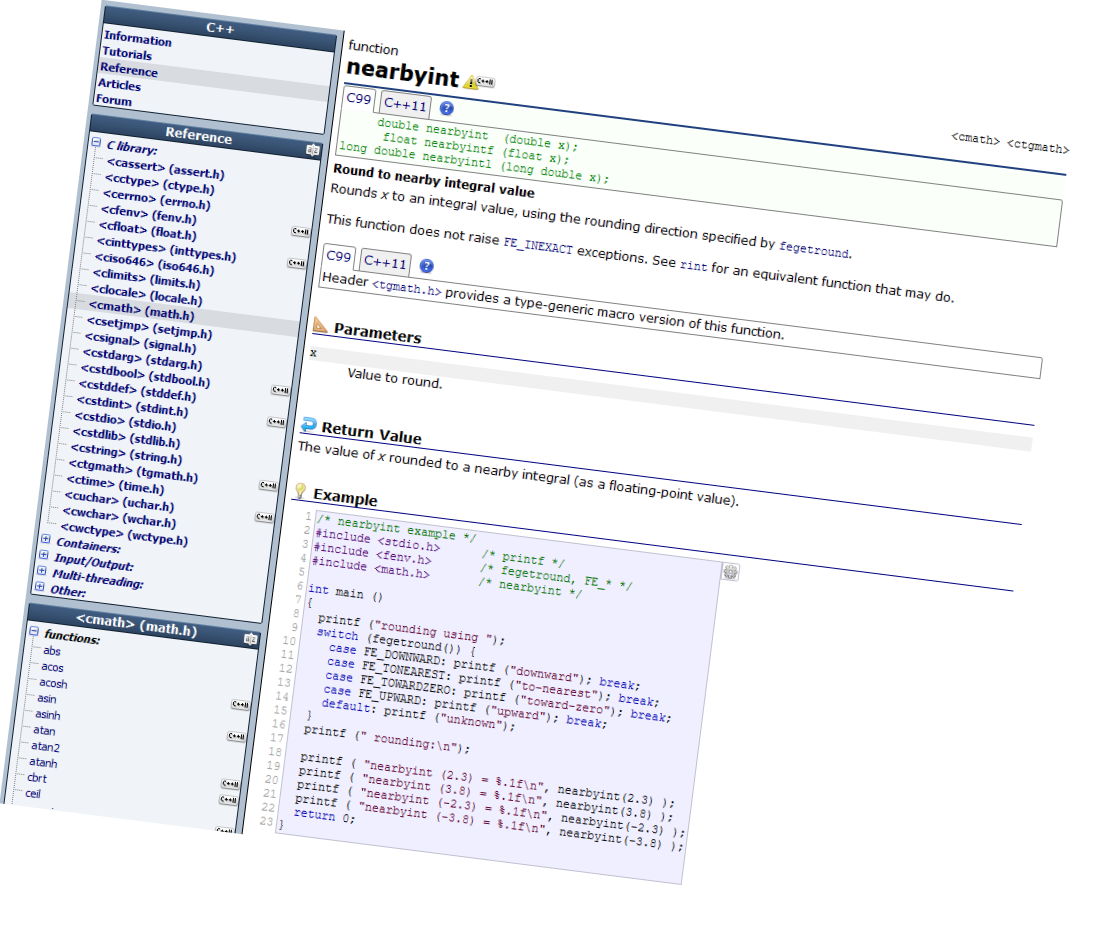 C++
Information
Tutorials
Reference
Articles
Forum
Reference
C library:
<cassert> (assert.h)
<cctype> (ctype.h)
<cerrno> (errno.h)
<cfenv> (fenv.h)
<cfloat> (float.h)
<cinttypes> (inttypes.h)
<ciso646> (iso646.h)
<climits> (limits.h)
<clocale> (locale.h)
<cmath> (math.h)
<csetjmp> (setjmp.h)
<csignal> (signal.h)
<cstdarg> (stdarg.h)
<cstdbool> (stdbool.h)
<cstddef> (stddef.h)
<cstdint> (stdint.h)
<cstdio> (stdio.h)
<cstdlib> (stdlib.h)
<cstring> (string.h)
<ctgmath> (tgmath.h)
<ctime> (time.h)
<cuchar> (uchar.h)
<cwchar> (wchar.h)
<cwctype> (wctype.h)
Containers:
Input/Output:
Multi-threading:
Other:
<cmath> (math.h)
functions:
abs
acos
acosh
asin
asinh
atan
atan2
atanh
cbrt
ceil
function
nearbyint
<cmath> <ctgmath>
C99 C++11 ?
double nearbyint (double x);
float nearbyintf (float x);
long double nearbyintl (long double x);
Round to nearby integral value
Rounds x to an integral value, using the rounding direction specified by fegetround.
This function does not raise FE_INEXACT exceptions. See rint for an equivalent function that may do.
C99 C++11 ?
Header <tgmath.h> provides a type-generic macro version of this function.
Parameters
x
Value to round.
Return Value
The value of x rounded to a nearby integral (as a floating-point value).
Example
1 /* nearbyint example */
2 #include <stdio.h> /* printf */
3 #include <fenv.h> /* fegetround, FE_* */
4 #include <math.h> /* nearbyint */
5
6 int main ()
7 {
8 printf ("rounding using ");
9 switch (fegetround()) {
10 case FE_DOWNWARD: printf ("downward"); break;
11 case FE_TONEAREST: printf ("to-nearest"); break;
12 case FE_TOWARDZERO: printf ("toward-zero"); break;
13 case FE_UPWARD: printf ("upward"); break;
14 default: printf ("unknown");
15 }
16 printf (" rounding:\n");
17
18 printf ( "nearbyint (2.3) = %.1f\n", nearbyint(2.3) );
19 printf ( "nearbyint (3.8) = %.1f\n", nearbyint(3.8) );
20 printf ( "nearbyint (-2.3) = %.1f\n", nearbyint(-2.3) );
21 printf ( "nearbyint (-3.8) = %.1f\n", nearbyint(-3.8) );
22 return 0;
23 }